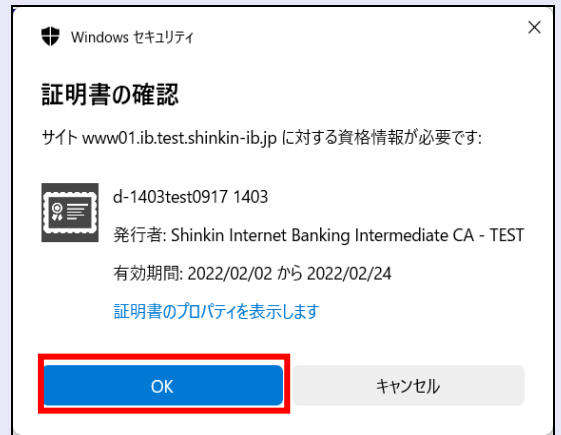 Windows セキュリティ
証明書の確認
サイト www01.ib.test.shinkin-ib.jp に対する資格情報が必要です:
d-1403test0917 1403
発行者: Shinkin Internet Banking Intermediate CA - TEST
有効期間: 2022/02/02 から 2022/02/24
証明書のプロパティを表示します
OK
キャンセル